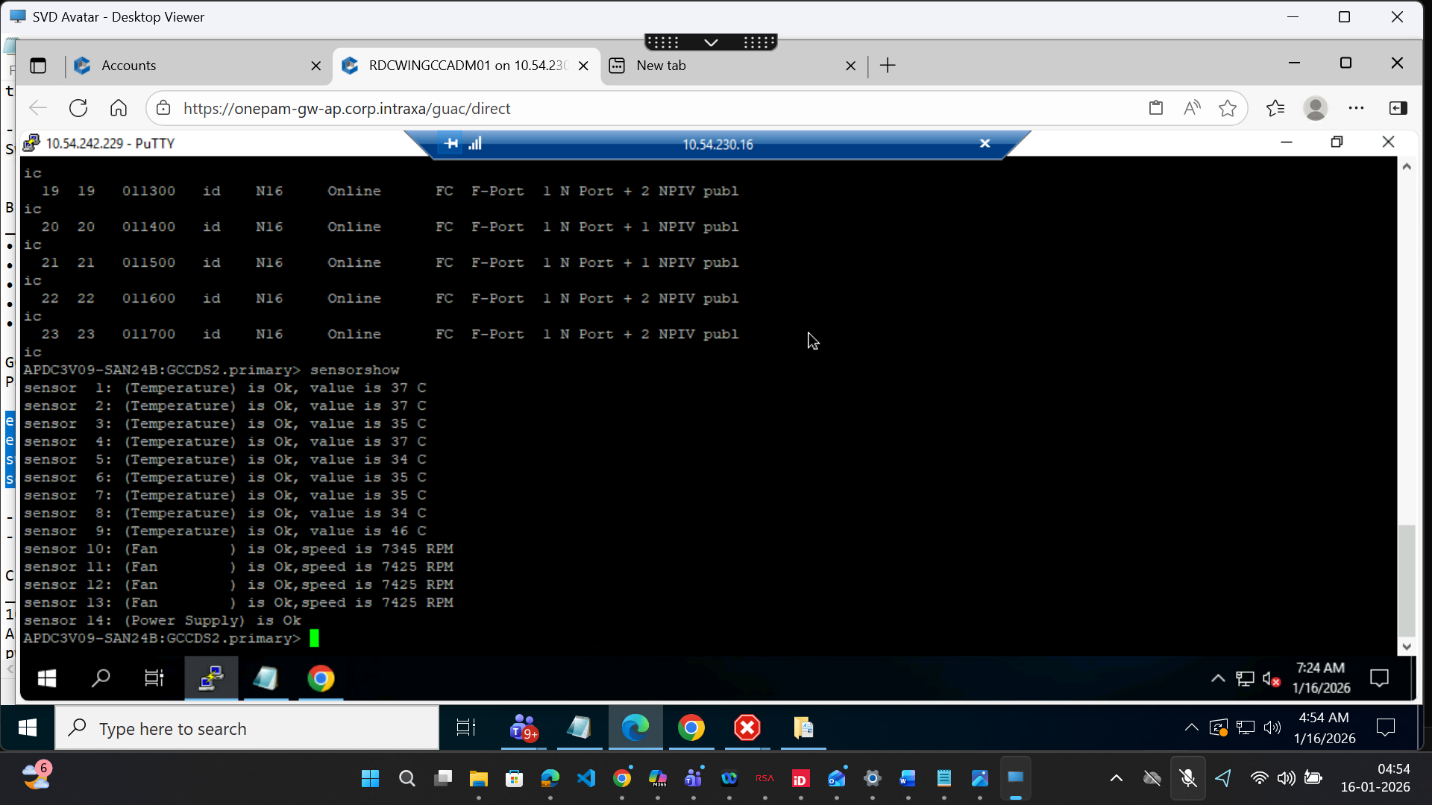 SVD Avatar - Desktop Viewer
Accounts
RDCWINGCCADM01 on 10.54.230
New tab
https://onepam-gw-ap.corp.intraxa/guac/direct
10.54.242.229 - PuTTY
10.54.230.16
ic
19 19 011300 id N16 Online FC F-Port 1 N Port + 2 NPIV publ
ic
20 20 011400 id N16 Online FC F-Port 1 N Port + 1 NPIV publ
ic
21 21 011500 id N16 Online FC F-Port 1 N Port + 1 NPIV publ
ic
22 22 011600 id N16 Online FC F-Port 1 N Port + 2 NPIV publ
ic
23 23 011700 id N16 Online FC F-Port 1 N Port + 2 NPIV publ
ic
APDC3V09-SAN24B:GCCDS2.primary> sensorshow
sensor 1: (Temperature) is Ok, value is 37 C
sensor 2: (Temperature) is Ok, value is 37 C
sensor 3: (Temperature) is Ok, value is 35 C
sensor 4: (Temperature) is Ok, value is 37 C
sensor 5: (Temperature) is Ok, value is 34 C
sensor 6: (Temperature) is Ok, value is 35 C
sensor 7: (Temperature) is Ok, value is 35 C
sensor 8: (Temperature) is Ok, value is 34 C
sensor 9: (Temperature) is Ok, value is 46 C
sensor 10: (Fan ) is Ok,speed is 7345 RPM
sensor 11: (Fan ) is Ok,speed is 7425 RPM
sensor 12: (Fan ) is Ok,speed is 7425 RPM
sensor 13: (Fan ) is Ok,speed is 7425 RPM
sensor 14: (Power Supply) is Ok
APDC3V09-SAN24B:GCCDS2.primary>
7:24 AM
1/16/2026
Type here to search
9+
4:54 AM
1/16/2026
6
M365
RSA
iD
04:54
16-01-2026